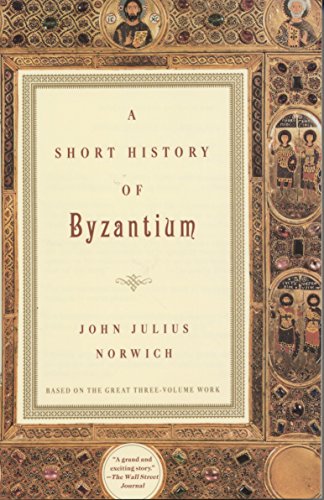 A
SHORT HISTORY
OF
Byzantium
JOHN JULIUS
NORWICH
BASED ON THE GREAT THREE-VOLUME WORK
"A grand and
exciting story."
—The Wall Street
Journal